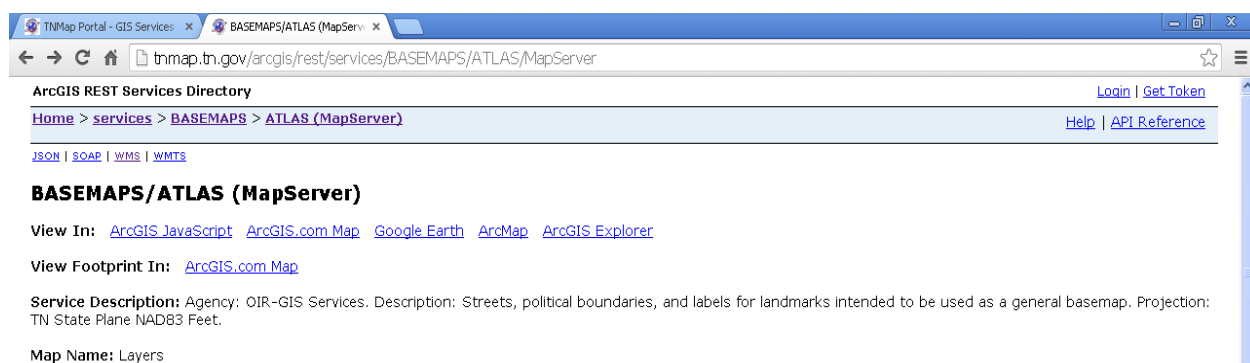 TNMap Portal - GIS Services
BASEMAPS/ATLAS (MapServ
tnmap.tn.gov/arcgis/rest/services/BASEMAPS/ATLAS/MapServer
ArcGIS REST Services Directory
Login | Get Token
Home > services > BASEMAPS > ATLAS (MapServer)
Help | API Reference
JSON | SOAP | WMS | WMTS
BASEMAPS/ATLAS (MapServer)
View In: ArcGIS JavaScript ArcGIS.com Map Google Earth ArcMap ArcGIS Explorer
View Footprint In: ArcGIS.com Map
Service Description: Agency: OIR-GIS Services. Description: Streets, political boundaries, and labels for landmarks intended to be used as a general basemap. Projection:
TN State Plane NAD83 Feet.
Map Name: Layers